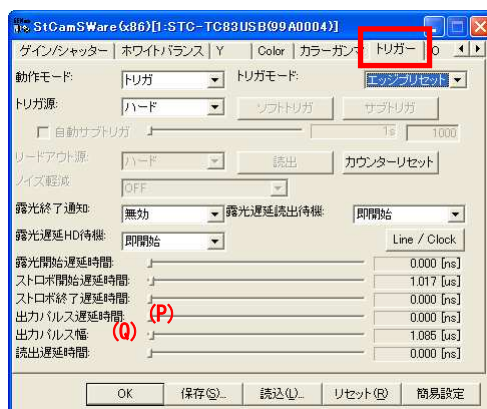 StCamSWare(x86)[1:STC-TC83USB(99A0004)]
ゲイン/シャッター ホワイトバランス Y Color カラーガンマ トリガー O
動作モード: トリガ トリガモード: エッジプリセット
トリガ源: ハード ソフトトリガ サブトリガ
自動サブトリガ 1s 1000
リードアウト源: ハード 読出 カウンターリセット
ノイズ軽減 OFF
露光終了通知: 無効 露光遅延読出待機: 即開始
露光遅延HD待機: 即開始 Line / Clock
露光開始遅延時間: 0.000 [ns]
ストロボ開始遅延時間: 1.017 [us]
ストロボ終了遅延時間: 0.000 [ns]
出力パルス遅延時間: (P) 0.000 [ns]
出力パルス幅: (Q) 1.085 [us]
読出遅延時間: 0.000 [ns]
OK 保存(S)... 読込(L)... リセット(R) 簡易設定